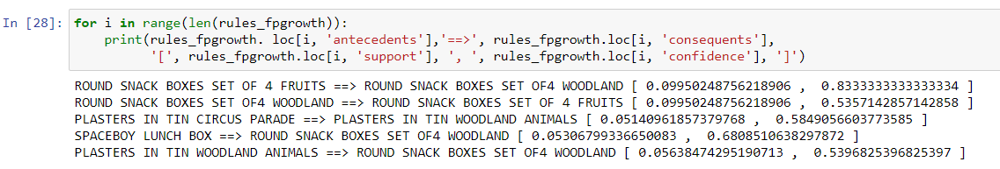 In [28]: for i in range(len(rules_fpgrowth)):
print(rules_fpgrowth. loc[i, 'antecedents'],'==>', rules_fpgrowth.loc[i, 'consequents'],
'[', rules_fpgrowth.loc[i, 'support'], ', ', rules_fpgrowth.loc[i, 'confidence'], ']')
ROUND SNACK BOXES SET OF 4 FRUITS ==> ROUND SNACK BOXES SET OF4 WOODLAND [ 0.09950248756218906 ,  0.8333333333333334 ]
ROUND SNACK BOXES SET OF4 WOODLAND ==> ROUND SNACK BOXES SET OF 4 FRUITS [ 0.09950248756218906 ,  0.5357142857142858 ]
PLASTERS IN TIN CIRCUS PARADE ==> PLASTERS IN TIN WOODLAND ANIMALS [ 0.05140961857379768 ,  0.5849056603773585 ]
SPACEBOY LUNCH BOX ==> ROUND SNACK BOXES SET OF4 WOODLAND [ 0.05306799336650083 ,  0.6808510638297872 ]
PLASTERS IN TIN WOODLAND ANIMALS ==> ROUND SNACK BOXES SET OF4 WOODLAND [ 0.05638474295190713 ,  0.5396825396825397 ]